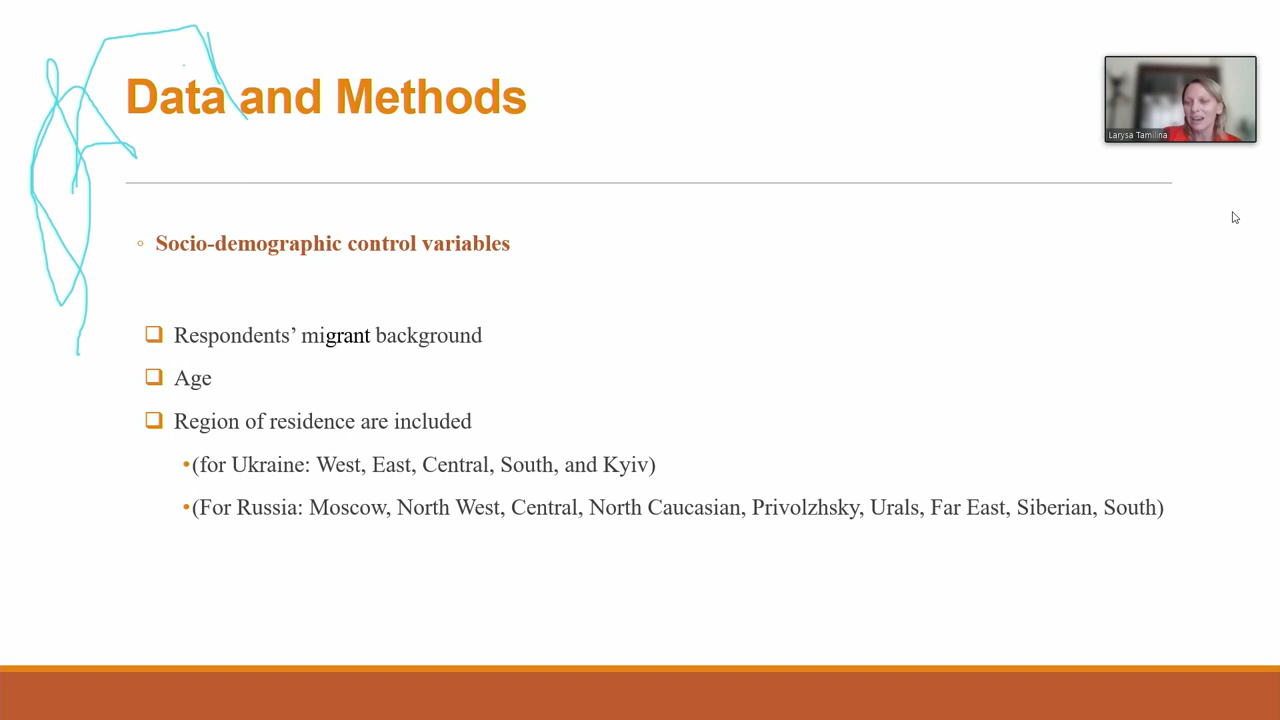 Data and Methods
Larysa Tamilina
Socio-demographic control variables
Respondents’ migrant background
Age
Region of residence are included
(for Ukraine: West, East, Central, South, and Kyiv)
(For Russia: Moscow, North West, Central, North Caucasian, Privolzhsky, Urals, Far East, Siberian, South)